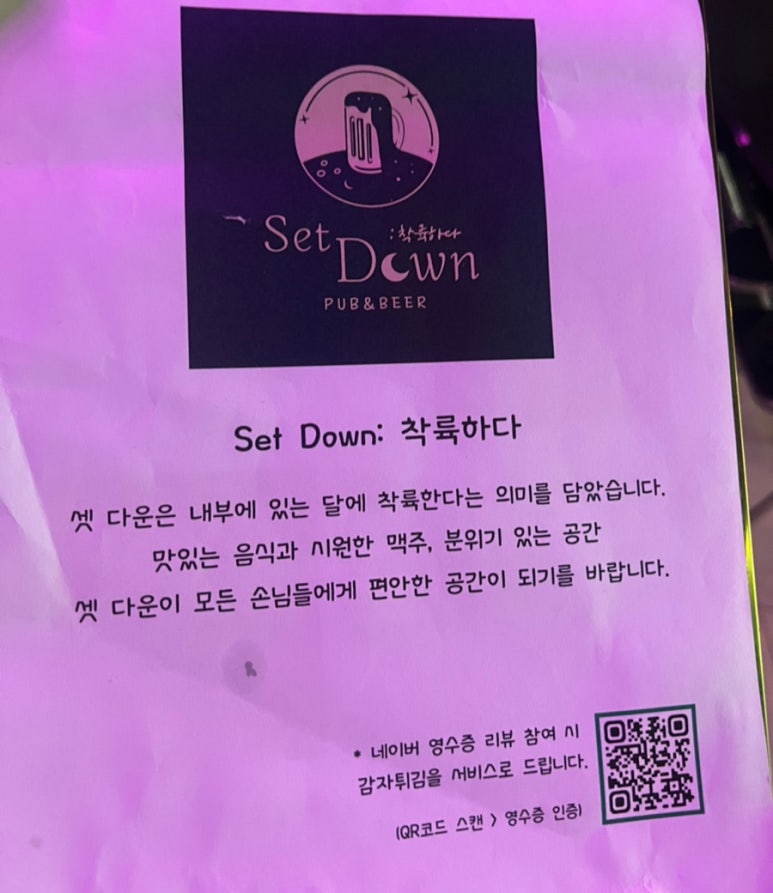 Set
:착륙하다
Down
PUB&BEER
Set Down: 착륙하다
셋 다운은 내부에 있는 달에 착륙한다는 의미를 담았습니다.
맛있는 음식과 시원한 맥주, 분위기 있는 공간
셋 다운이 모든 손님들에게 편안한 공간이 되기를 바랍니다.
* 네이버 영수증 리뷰 참여 시
감자튀김을 서비스로 드립니다.
(QR코드 스캔 > 영수증 인증)